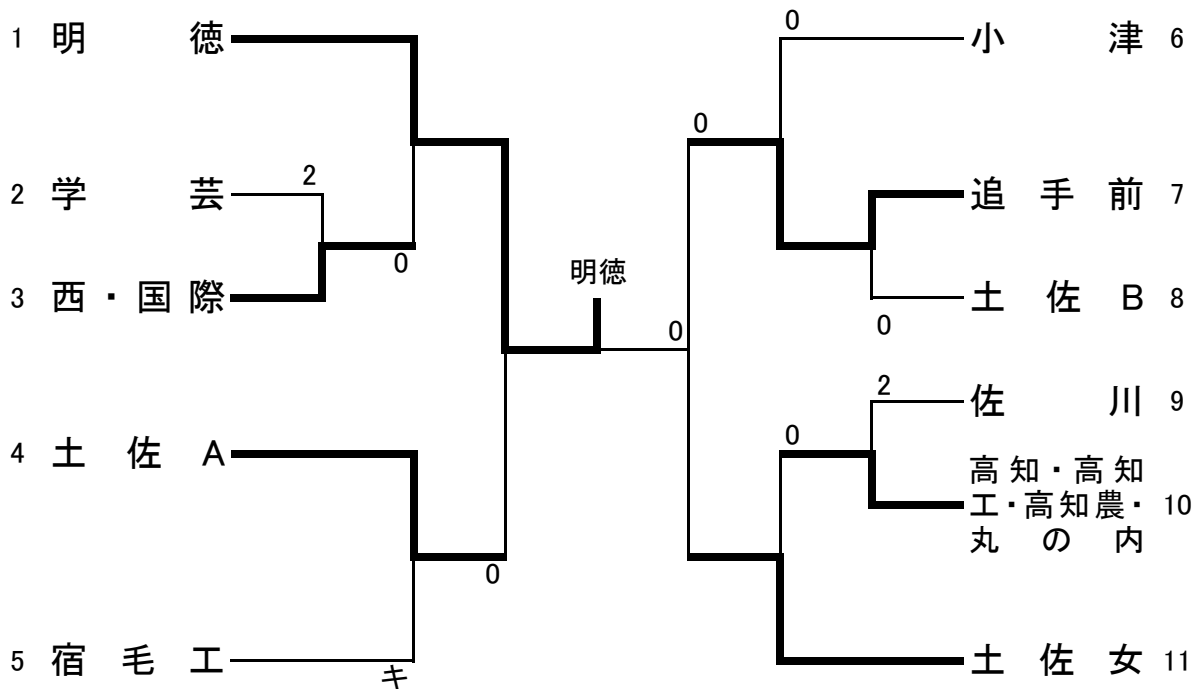 1 明徳
2 学芸 2
3 西・国際 0
4 土佐A
0
5 宿毛工 キ
明徳
0
0 小津 6
0
追手前 7
土佐B 8
0
2 佐川 9
0
高知・高知
工・高知農・ 10
丸の内
土佐女 11